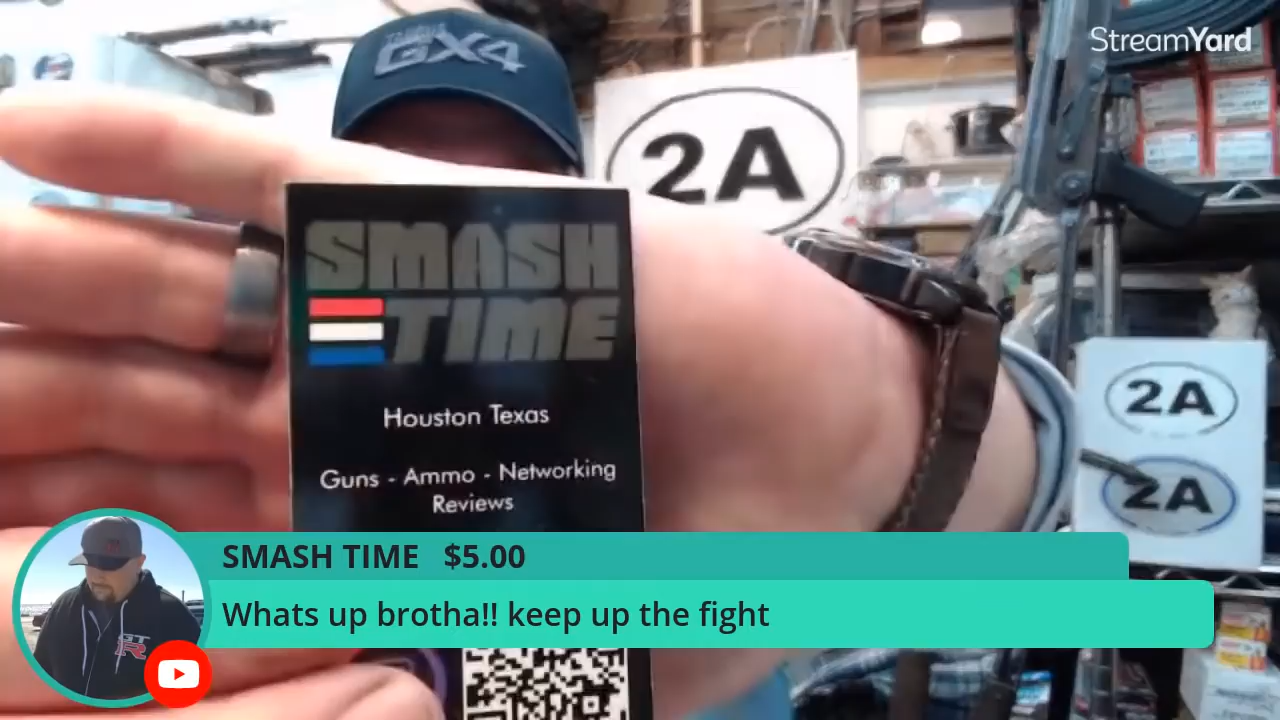 GX4
StreamYard
2A
SMASH
TIME
Houston Texas
Guns - Ammo - Networking
Reviews
2A
2A
SMASH TIME $5.00
Whats up brotha!! keep up the fight
GT
R